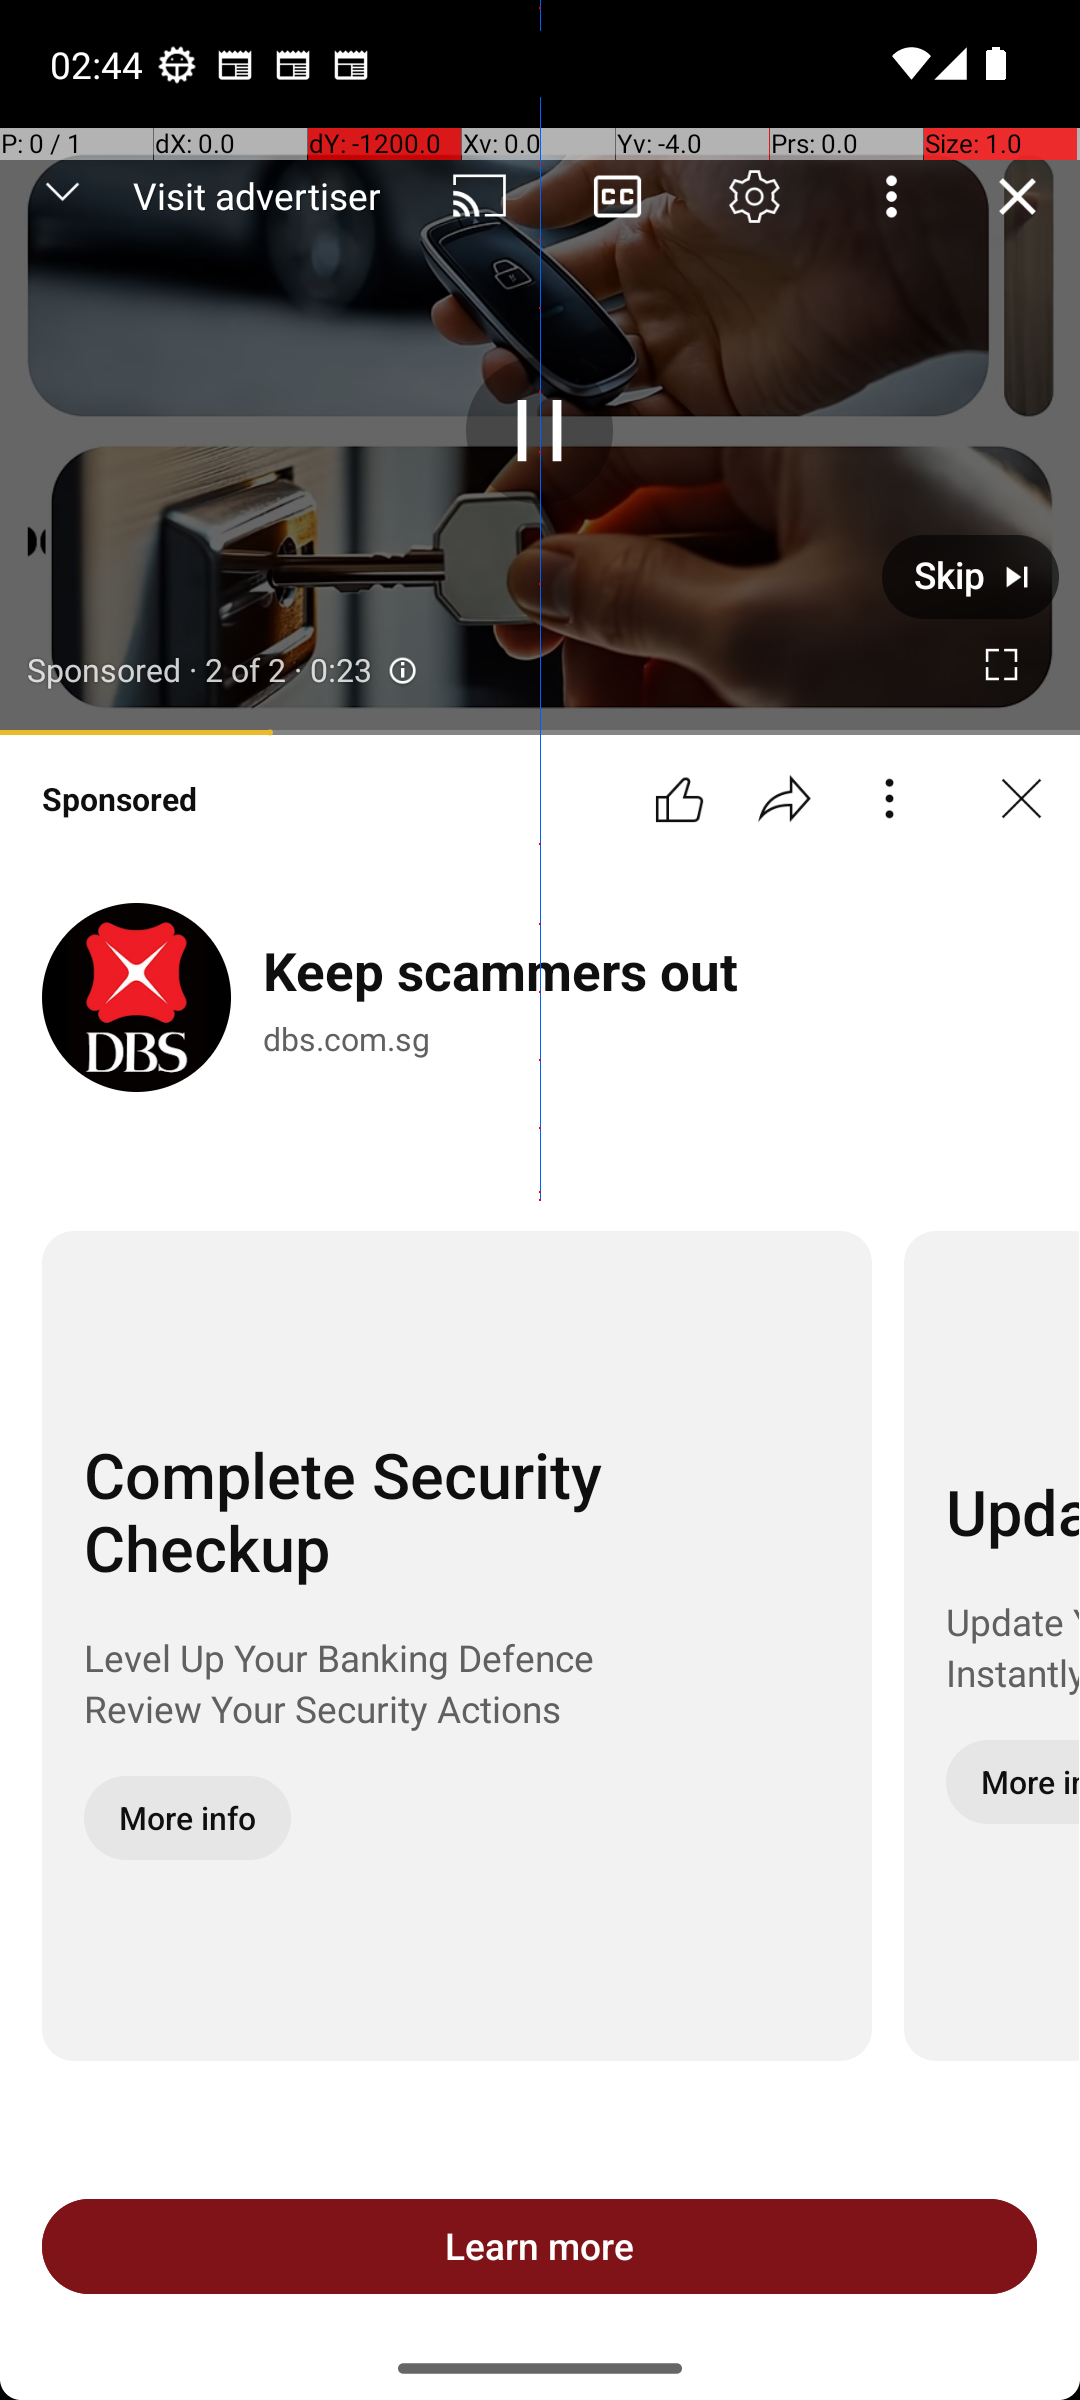 02:44
P: 0 / 1 dX: 0.0 dY: -1200.0 Xv: 0.0 Yv: -4.0 Prs: 0.0 Size: 1.0
Visit advertiser CC
Skip
Sponsored · 2 of 2 · 0:23
Sponsored
DBS
Keep scammers out
dbs.com.sg
Complete Security
Checkup
Level Up Your Banking Defence
Review Your Security Actions
More info
Upda
Update
Instantly
More in
Learn more